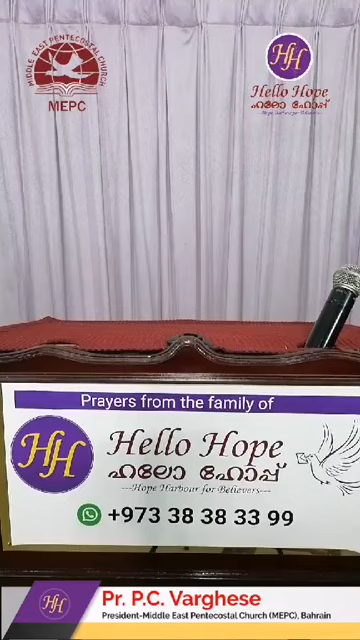 MIDDLE EAST PENTECOSTAL CHURCH
MEPC
HH
Hello Hope
ഹലോ ഹോപ്പ്
Prayers from the family of
HH
Hello Hope
ഹലോ ഹോപ്പ്
---Hope Harbour for Believers---
+973 38 38 33 99
HH
Pr. P.C. Varghese
President-Middle East Pentecostal Church (MEPC), Bahrain